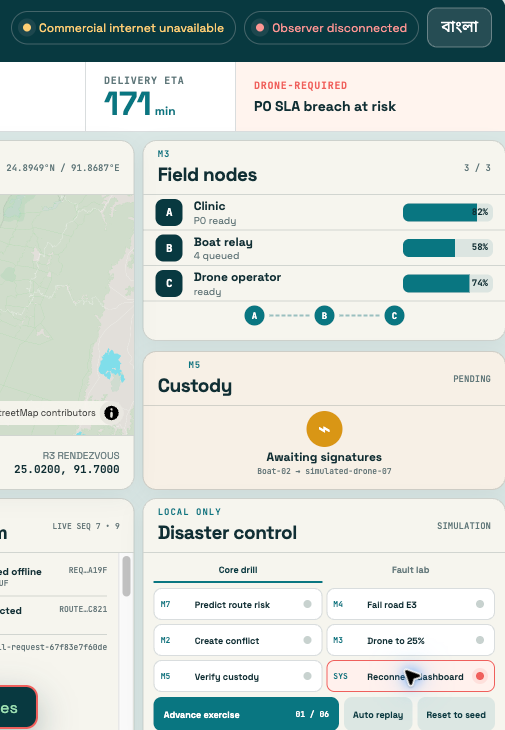 Commercial internet unavailable
Observer disconnected
বাংলা
DELIVERY ETA
171 min
DRONE-REQUIRED
P0 SLA breach at risk
24.8949°N / 91.8687°E
M3
Field nodes
3 / 3
A
Clinic
P0 ready
82%
B
Boat relay
4 queued
58%
C
Drone operator
ready
74%
A
B
C
M5
Custody
PENDING
Awaiting signatures
Boat-02 → simulated-drone-07
treetMap contributors
R3 RENDEZVOUS
25.0200, 91.7000
LIVE SEQ 7 · 9
ed offline
REQ…A19F
UF
cted
ROUTE…C821
l-request-67f83e7f60de
es
LOCAL ONLY
Disaster control
SIMULATION
Core drill
Fault lab
M7 Predict route risk
M4 Fail road E3
M2 Create conflict
M3 Drone to 25%
M5 Verify custody
SYS Reconne ashboard
Advance exercise 01 / 06
Auto replay
Reset to seed